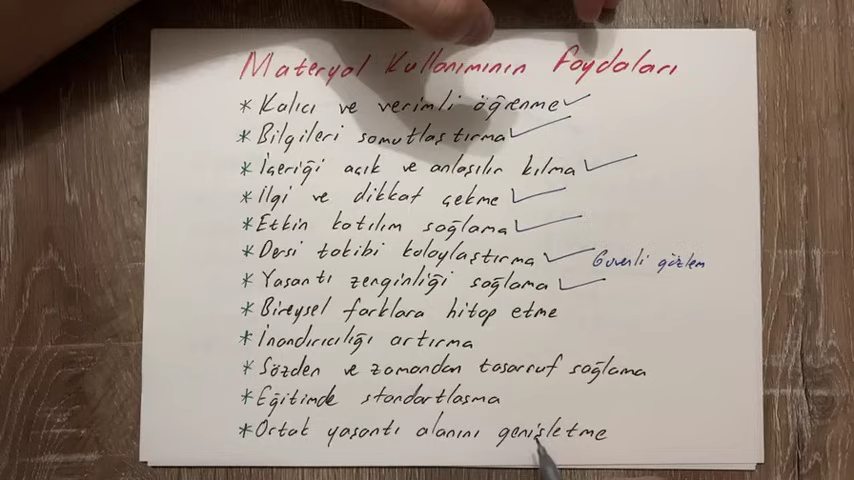 Materyal Kullanımının Faydaları
* Kalıcı ve verimli öğrenme ✓
* Bilgileri somutlaştırma ✓
* İçeriği açık ve anlaşılır kılma ✓
* İlgi ve dikkat çekme ✓
* Etkin katılım sağlama ✓
* Dersi takibi kolaylaştırma ✓ Güvenli gözlem
* Yaşantı zenginliği sağlama ✓
* Bireysel farklara hitap etme
* İnandırıcılığı artırma
* Sözden ve zamandan tasarruf sağlama
* Eğitimde standartlaşma
* Ortak yaşantı alanını genişletme